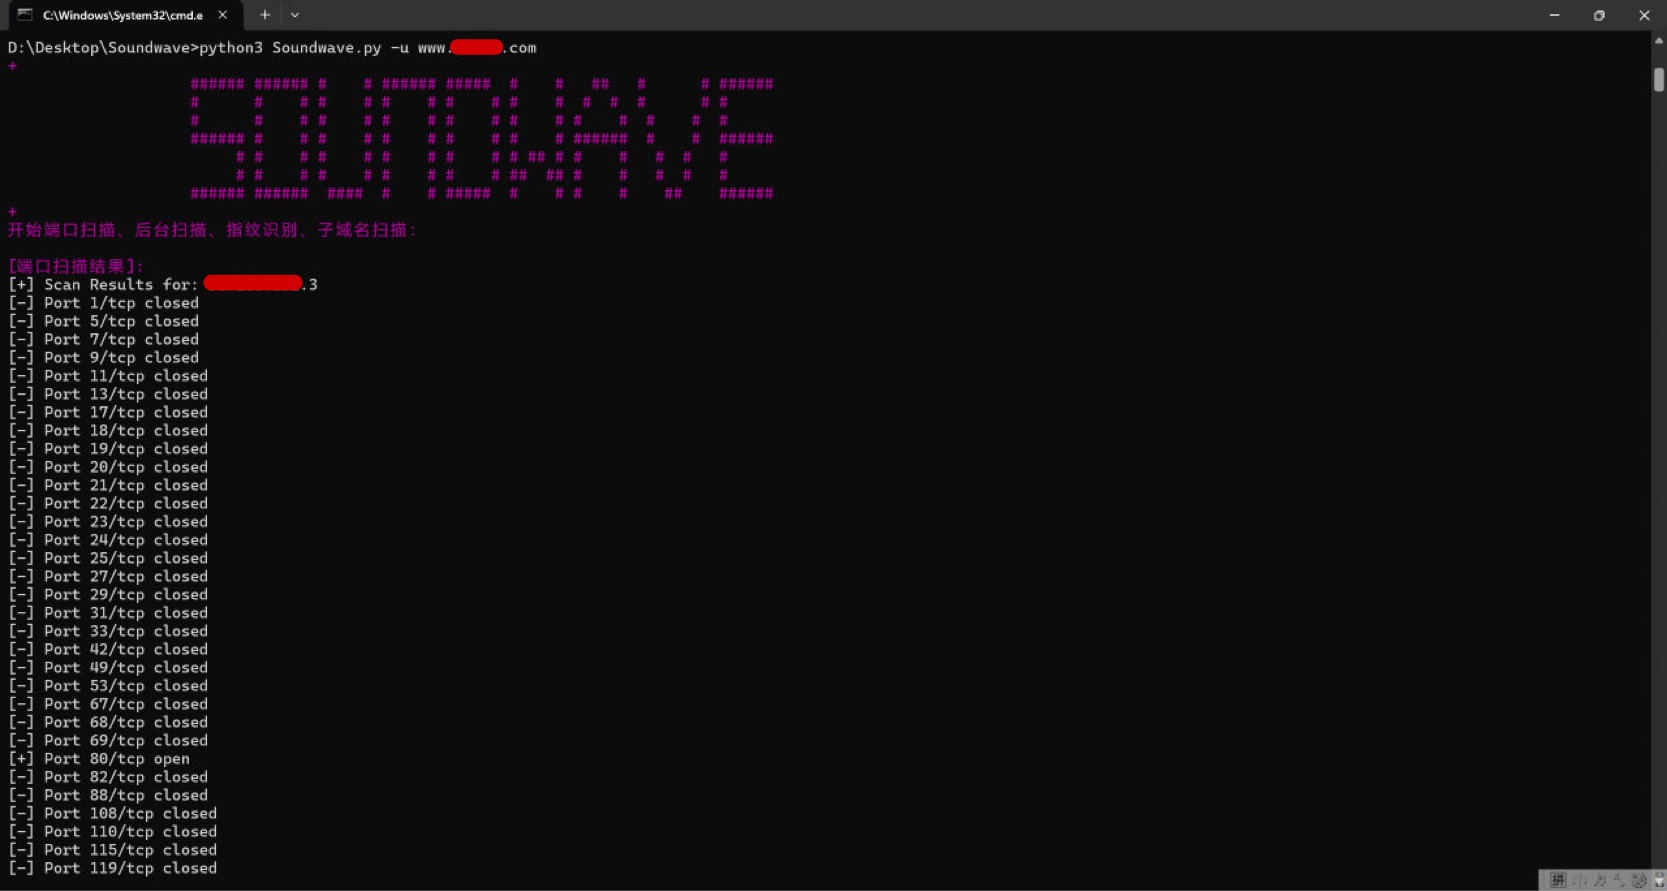 C:\Windows\System32\cmd.e
D:\Desktop\Soundwave>python3 Soundwave.py -u www. .com
+
SOUNDWAVE
+
开始端口扫描、后台扫描、指纹识别、子域名扫描:
[端口扫描结果]:
[+] Scan Results for: .3
[-] Port 1/tcp closed
[-] Port 5/tcp closed
[-] Port 7/tcp closed
[-] Port 9/tcp closed
[-] Port 11/tcp closed
[-] Port 13/tcp closed
[-] Port 17/tcp closed
[-] Port 18/tcp closed
[-] Port 19/tcp closed
[-] Port 20/tcp closed
[-] Port 21/tcp closed
[-] Port 22/tcp closed
[-] Port 23/tcp closed
[-] Port 24/tcp closed
[-] Port 25/tcp closed
[-] Port 27/tcp closed
[-] Port 29/tcp closed
[-] Port 31/tcp closed
[-] Port 33/tcp closed
[-] Port 42/tcp closed
[-] Port 49/tcp closed
[-] Port 53/tcp closed
[-] Port 67/tcp closed
[-] Port 68/tcp closed
[-] Port 69/tcp closed
[+] Port 80/tcp open
[-] Port 82/tcp closed
[-] Port 88/tcp closed
[-] Port 108/tcp closed
[-] Port 110/tcp closed
[-] Port 115/tcp closed
[-] Port 119/tcp closed